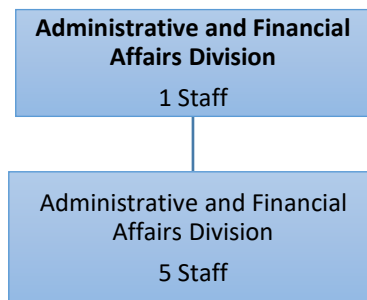 Administrative and Financial
Affairs Division
1 Staff
Administrative and Financial
Affairs Division
5 Staff